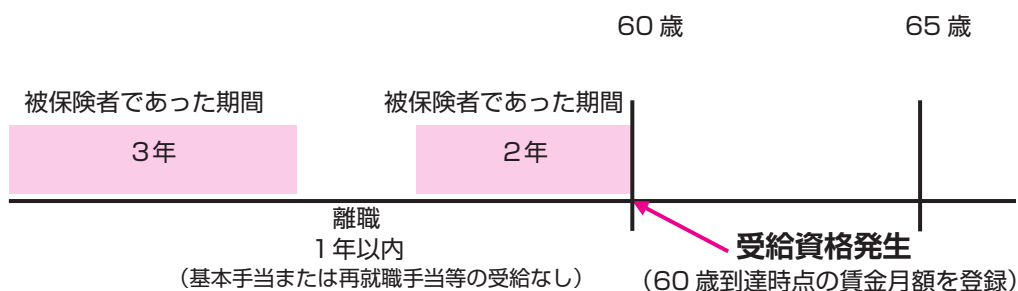 60 歳
65 歳
被保険者であった期間
被保険者であった期間
3年
2年
離職
1年以内
（基本手当または再就職手当等の受給なし）
受給資格発生
（60 歳到達時点の賃金月額を登録）